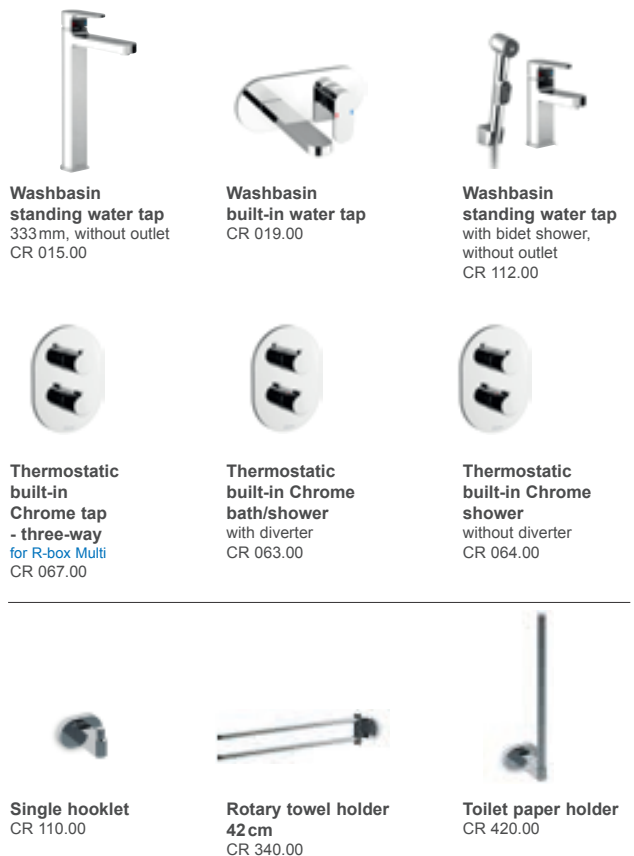 Washbasin
standing water tap
333 mm, without outlet
CR 015.00
Washbasin
built-in water tap
CR 019.00
Washbasin
standing water tap
with bidet shower,
without outlet
CR 112.00
Thermostatic
built-in
Chrome tap
- three-way
for R-box Multi
CR 067.00
Thermostatic
built-in Chrome
bath/shower
with diverter
CR 063.00
Thermostatic
built-in Chrome
shower
without diverter
CR 064.00
Single hooklet
CR 110.00
Rotary towel holder
42 cm
CR 340.00
Toilet paper holder
CR 420.00